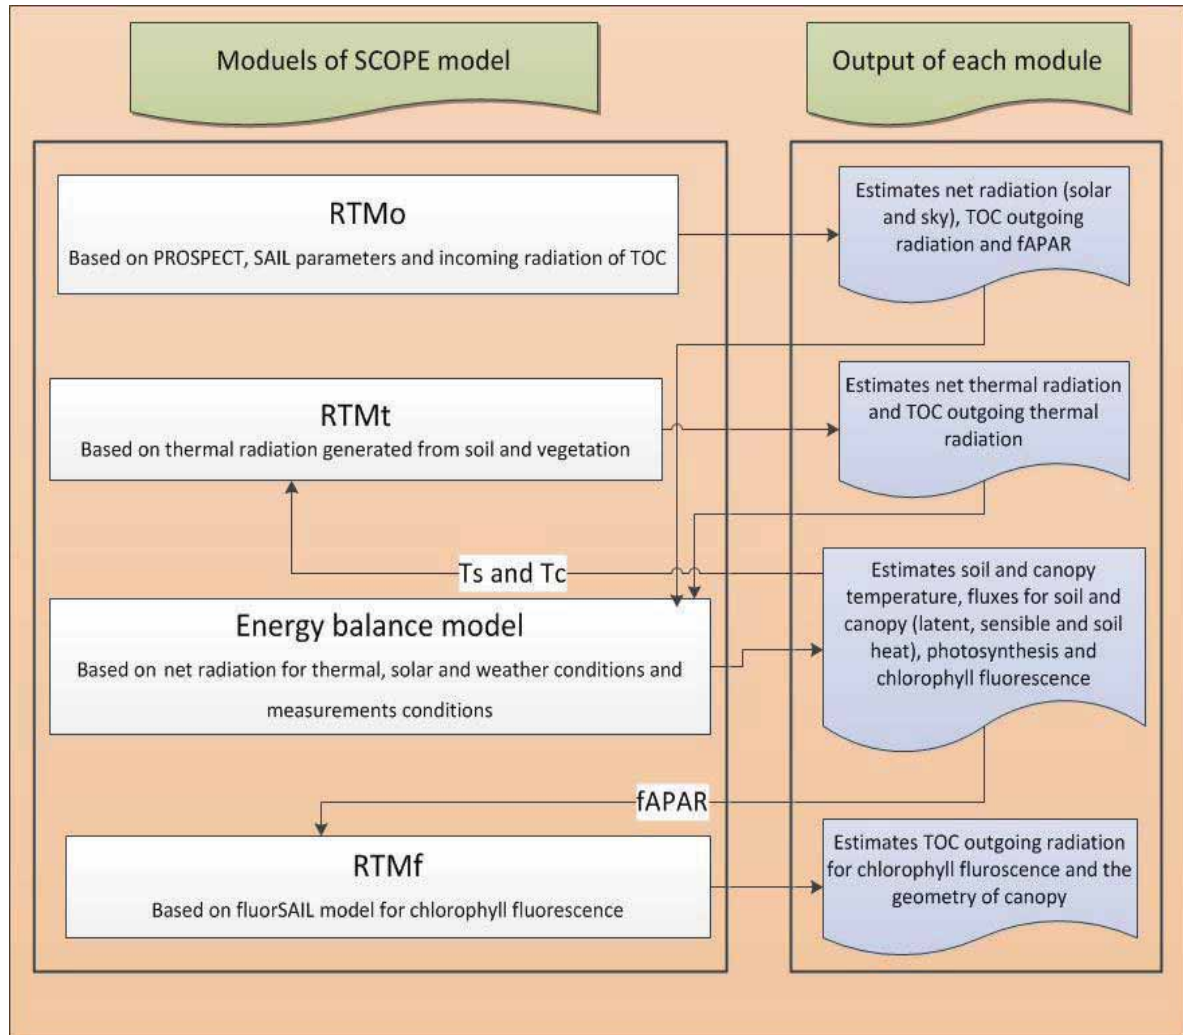 Moduels of SCOPE model
Output of each module
RTMo
Based on PROSPECT, SAIL parameters and incoming radiation of TOC
Estimates net radiation (solar
and sky), TOC outgoing
radiation and fAPAR
RTMt
Based on thermal radiation generated from soil and vegetation
Estimates net thermal radiation
and TOC outgoing thermal
radiation
Ts and Tc
Energy balance model
Based on net radiation for thermal, solar and weather conditions and
measurements conditions
Estimates soil and canopy
temperature, fluxes for soil and
canopy (latent, sensible and soil
heat), photosynthesis and
chlorophyll fluorescence
fAPAR
RTMf
Based on fluorSAIL model for chlorophyll fluorescence
Estimates TOC outgoing radiation
for chlorophyll fluroscence and the
geometry of canopy